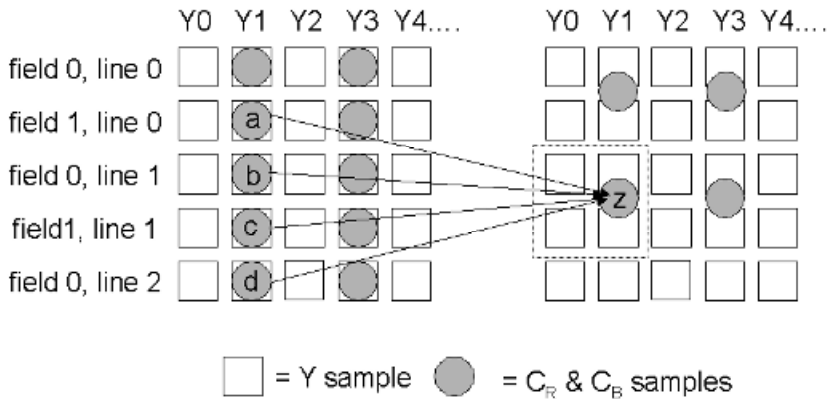 Y0 Y1 Y2 Y3 Y4.... Y0 Y1 Y2 Y3 Y4....
field 0, line 0
field 1, line 0 a
field 0, line 1 b z
field1, line 1 c
field 0, line 2 d
= Y sample = CR & CB samples